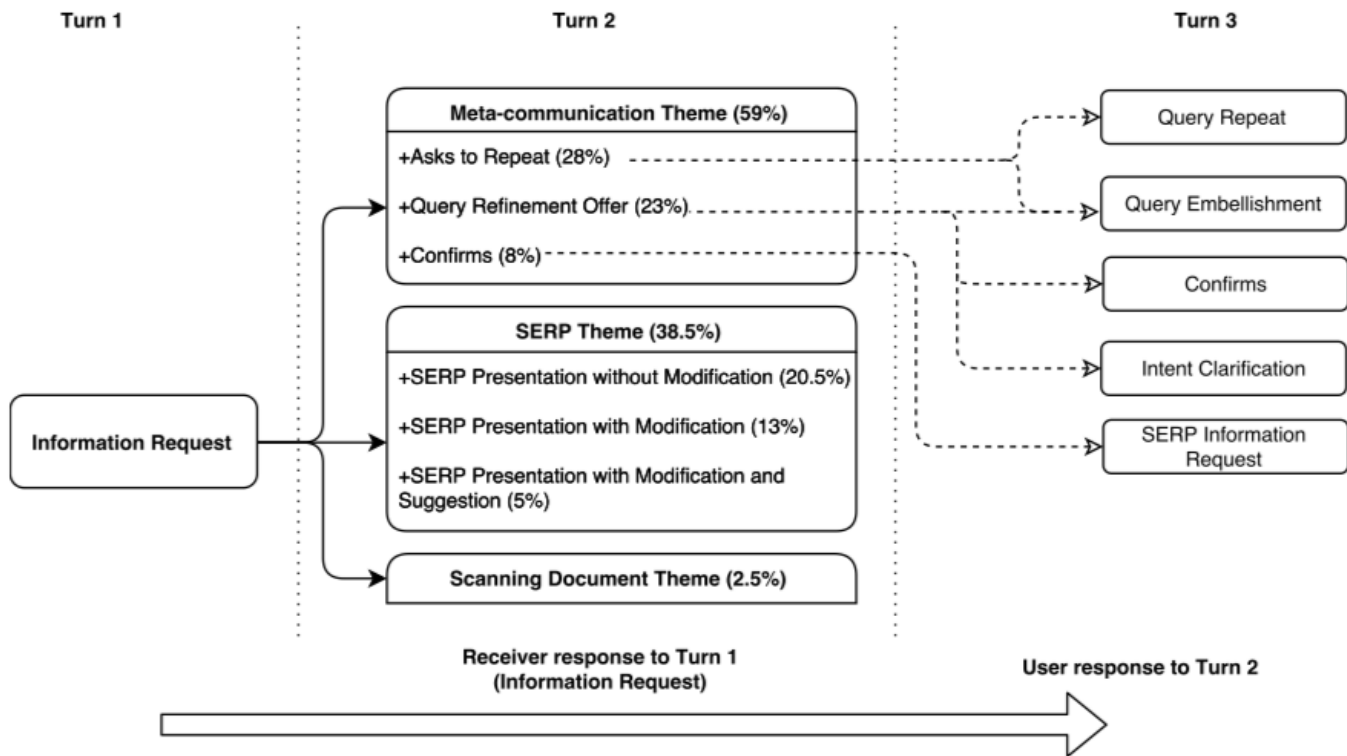 Turn 1
Turn 2
Turn 3
Information Request
Meta-communication Theme (59%)
+Asks to Repeat (28%)
+Query Refinement Offer (23%)
+Confirms (8%)
SERP Theme (38.5%)
+SERP Presentation without Modification (20.5%)
+SERP Presentation with Modification (13%)
+SERP Presentation with Modification and
Suggestion (5%)
Scanning Document Theme (2.5%)
Query Repeat
Query Embellishment
Confirms
Intent Clarification
SERP Information
Request
Receiver response to Turn 1
(Information Request)
User response to Turn 2